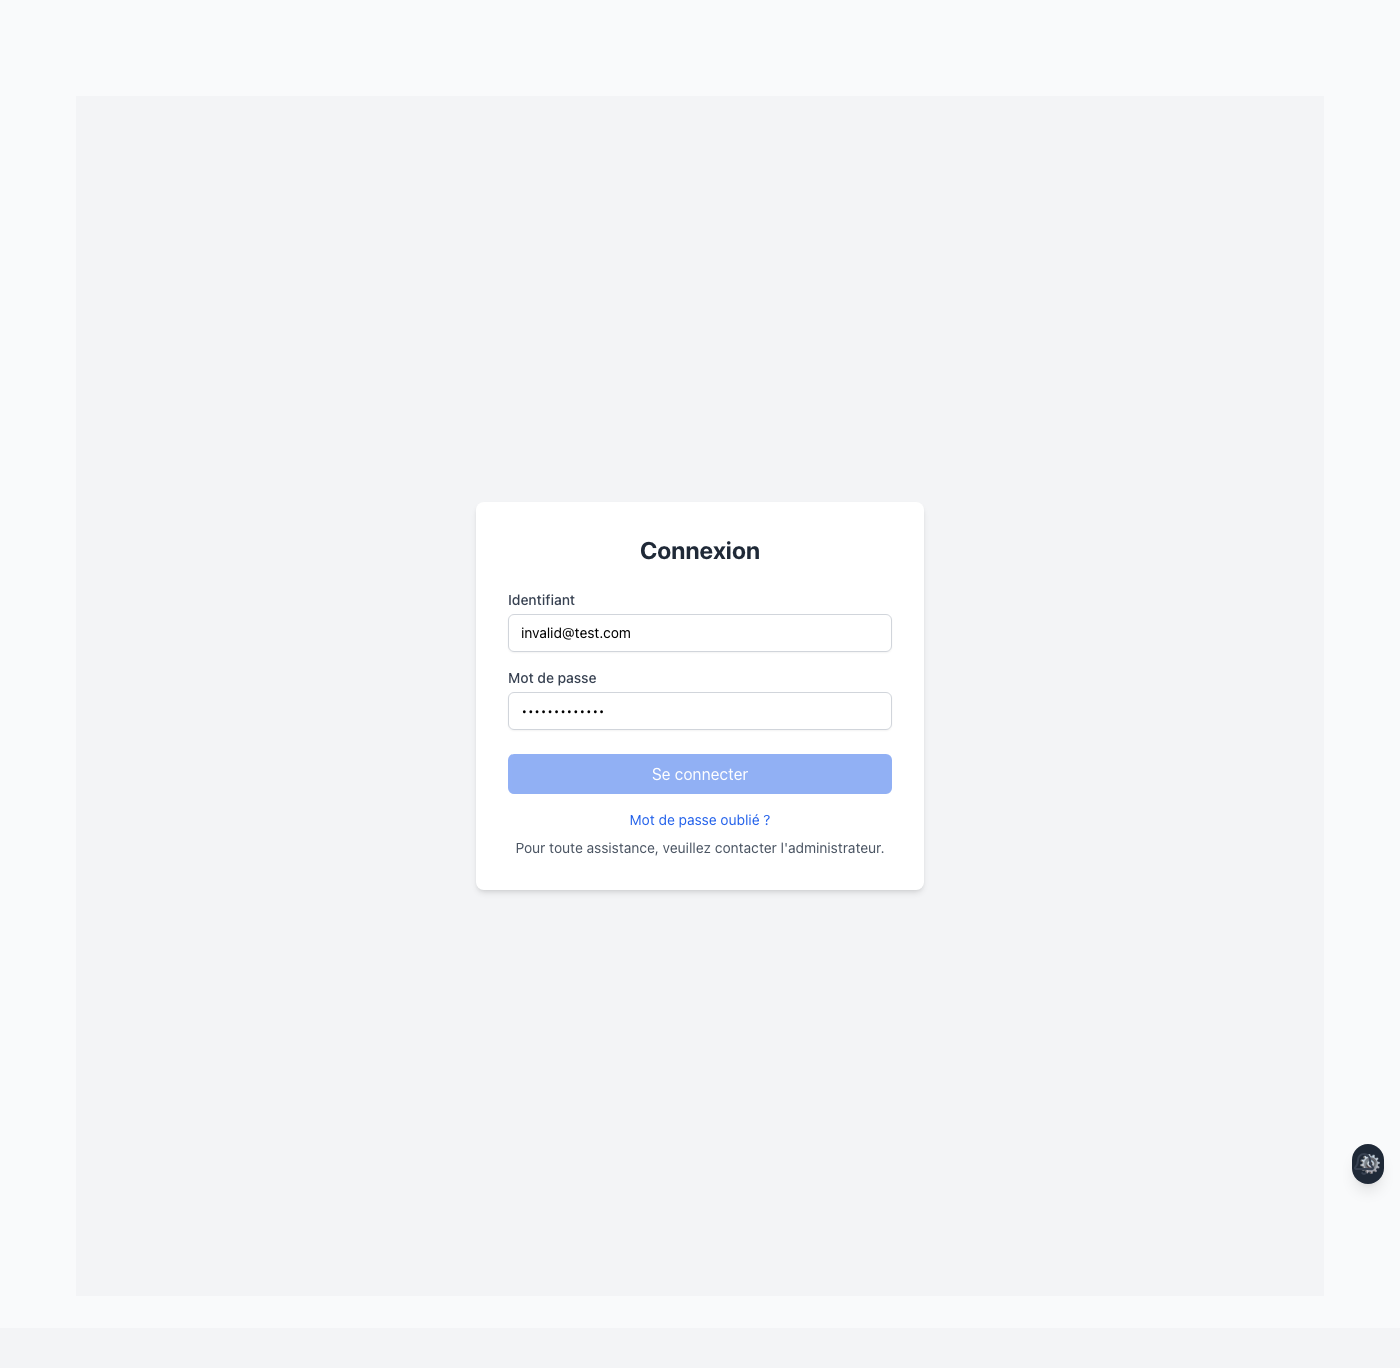 Connexion
Identifiant
invalid@test.com
Mot de passe
•••••••••••••
Se connecter
Mot de passe oublié ?
Pour toute assistance, veuillez contacter l'administrateur.